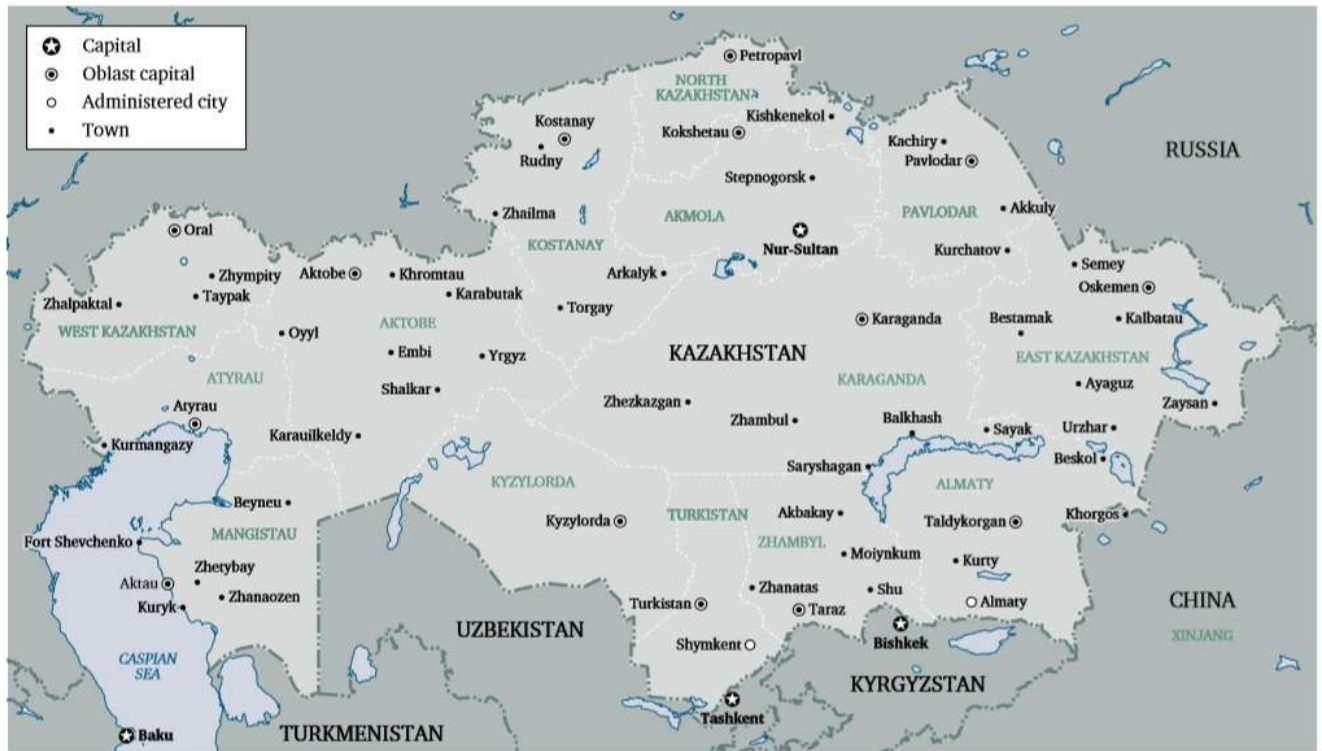 Capital
Oblast capital
Administered city
Town
Petropavl
NORTH
KAZAKHSTAN
Kishkenekol
Kostanay
Kokshetau
Rudny
Kachiry
Pavlodar
RUSSIA
Stepnogorsk
Zhailma
AKMOLA
PAVLODAR
Akkuly
Oral
KOSTANAY
Nur-Sultan
Kurchatov
Semey
Zhympity
Aktobe
Khromtau
Arkalyk
Oskemen
Taypak
Karabutak
Zhalpaktal
Torgay
WEST KAZAKHSTAN
AKTOBE
Karaganda
Bestamak
Kalbatau
Oyyl
Embi
Yrgyz
KAZAKHSTAN
EAST KAZAKHSTAN
ATYRAU
KARAGANDA
Shalkar
Ayaguz
Zhezkazgan
Zaysan
Atyrau
Zhambul
Balkhash
Karauilkeldy
Sayak
Urzhar
Kurmangazy
Saryshagan
Beskol
KYZYLORDA
ALMATY
Beyneu
Kyzylorda
TURKISTAN
Akbakay
Taldykorgan
Khorgos
MANGISTAU
Fort Shevchenko
ZHAMBYL
Moiynkum
Kurty
Zhetybay
Aktau
Zhanaozen
Zhanatas
Shu
Kuryk
Turkistan
Taraz
Almaty
CHINA
UZBEKISTAN
Shymkent
Bishkek
XINJANG
CASPIAN
SEA
KYRGYZSTAN
Tashkent
Baku
TURKMENISTAN